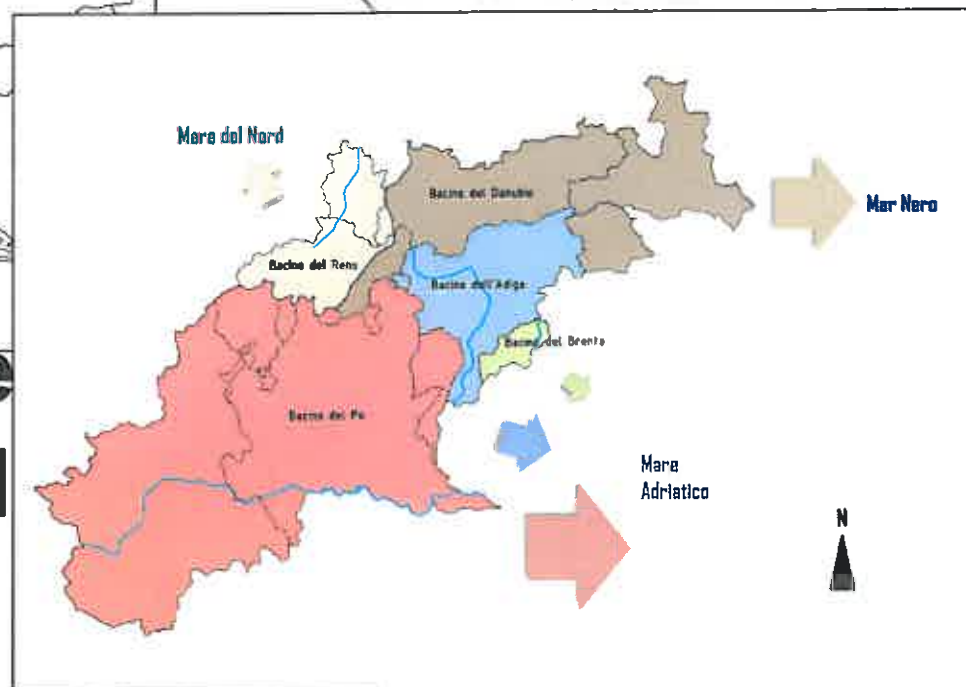 Mare del Nord
Bacino del Danubio
Mar Nero
Bacino del Reno
Bacino dell'Adige
Bacino del Brenta
Bacino del Po
Mare
Adriatico
N